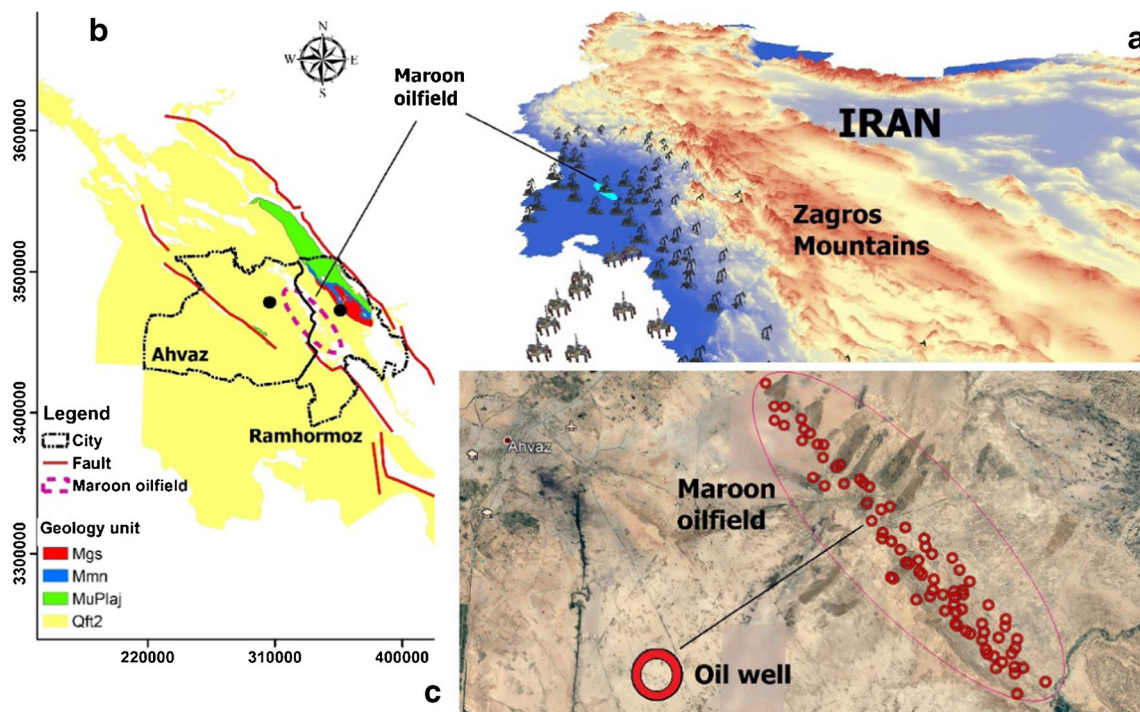 b
N
W
E
S
Maroon
oilfield
3600000
3500000
3400000
3300000
Ahvaz
Ramhormoz
Legend
City
Fault
Maroon oilfield
Geology unit
Mgs
Mmn
MuPlaj
Qft2
220000
310000
400000
a
IRAN
Zagros
Mountains
c
Ahvaz
Maroon
oilfield
Oil well